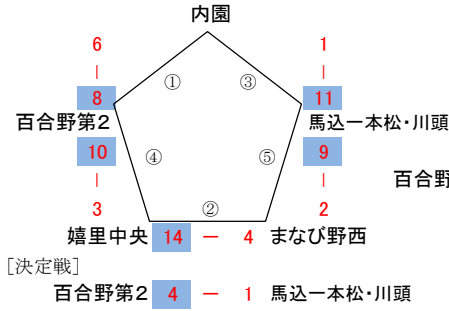 内園
6 1
① ③
| |
8 11
百合野第2 馬込一本松・川頭
10 ④ ⑤ 9
| | 百合野
3 ② 2
嬉里中央 14 － 4 まなび野西
[決定戦]
百合野第2 4 － 1 馬込一本松・川頭